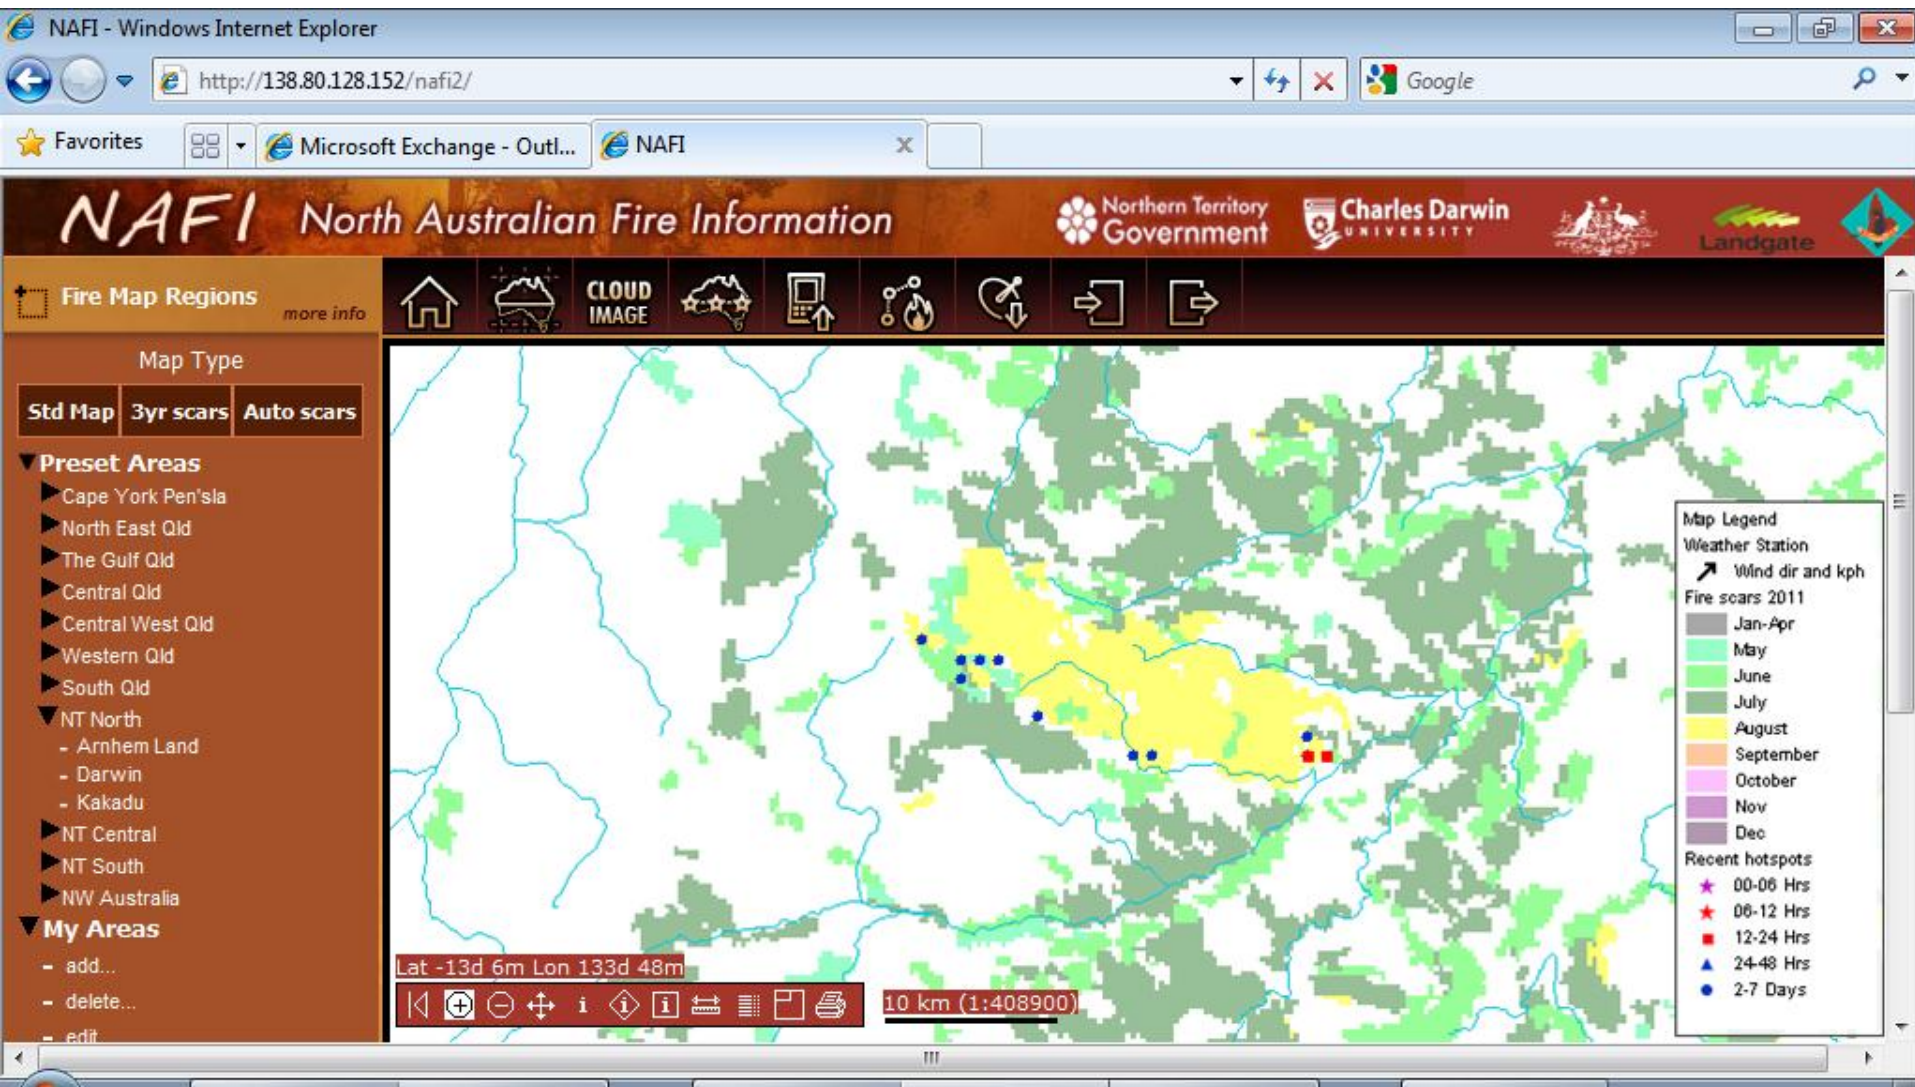 NAFI - Windows Internet Explorer
http://138.80.128.152/nafi2/
Google
Favorites
Microsoft Exchange - Outl...
NAFI
NAFI North Australian Fire Information
Northern Territory Government
Charles Darwin UNIVERSITY
Landgate
Fire Map Regions
more info
CLOUD IMAGE
Map Type
Std Map
3yr scars
Auto scars
Preset Areas
Cape York Pen'sla
North East Qld
The Gulf Qld
Central Qld
Central West Qld
Western Qld
South Qld
NT North
- Arnhem Land
- Darwin
- Kakadu
NT Central
NT South
NW Australia
My Areas
- add...
- delete...
- edit
Lat -13d 6m Lon 133d 48m
10 km (1:408900)
Map Legend
Weather Station
Wind dir and kph
Fire scars 2011
Jan-Apr
May
June
July
August
September
October
Nov
Dec
Recent hotspots
00-06 Hrs
06-12 Hrs
12-24 Hrs
24-48 Hrs
2-7 Days